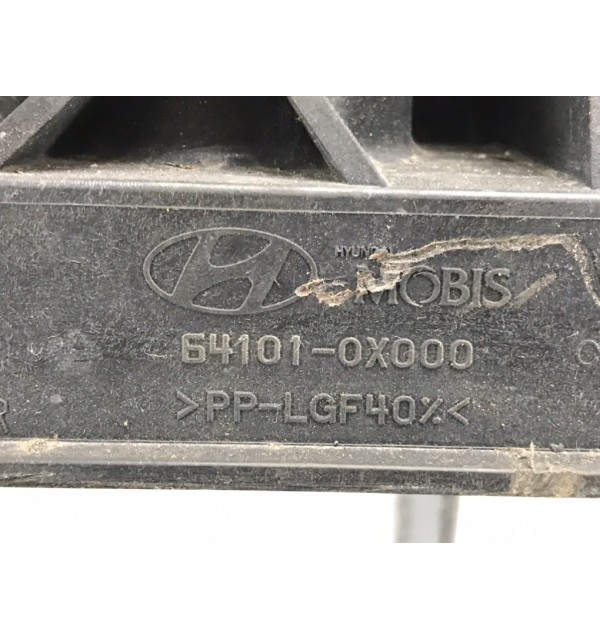 HYUNDAI
MOBIS
64101-0X000
>PP-LGF40%<
R